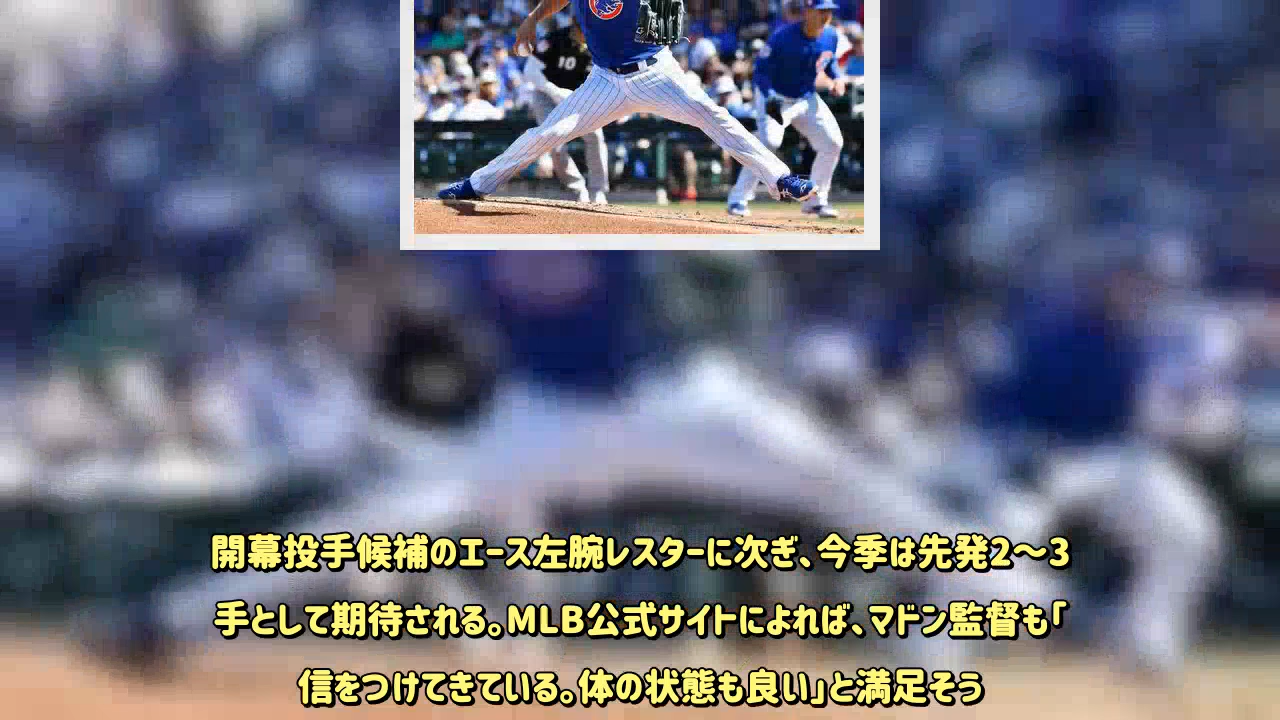 10
開幕投手候補のエース左腕レスターに次ぎ、今季は先発2～3
手として期待される。MLB公式サイトによれば、マドン監督も「
信をつけてきている。体の状態も良い」と満足そう